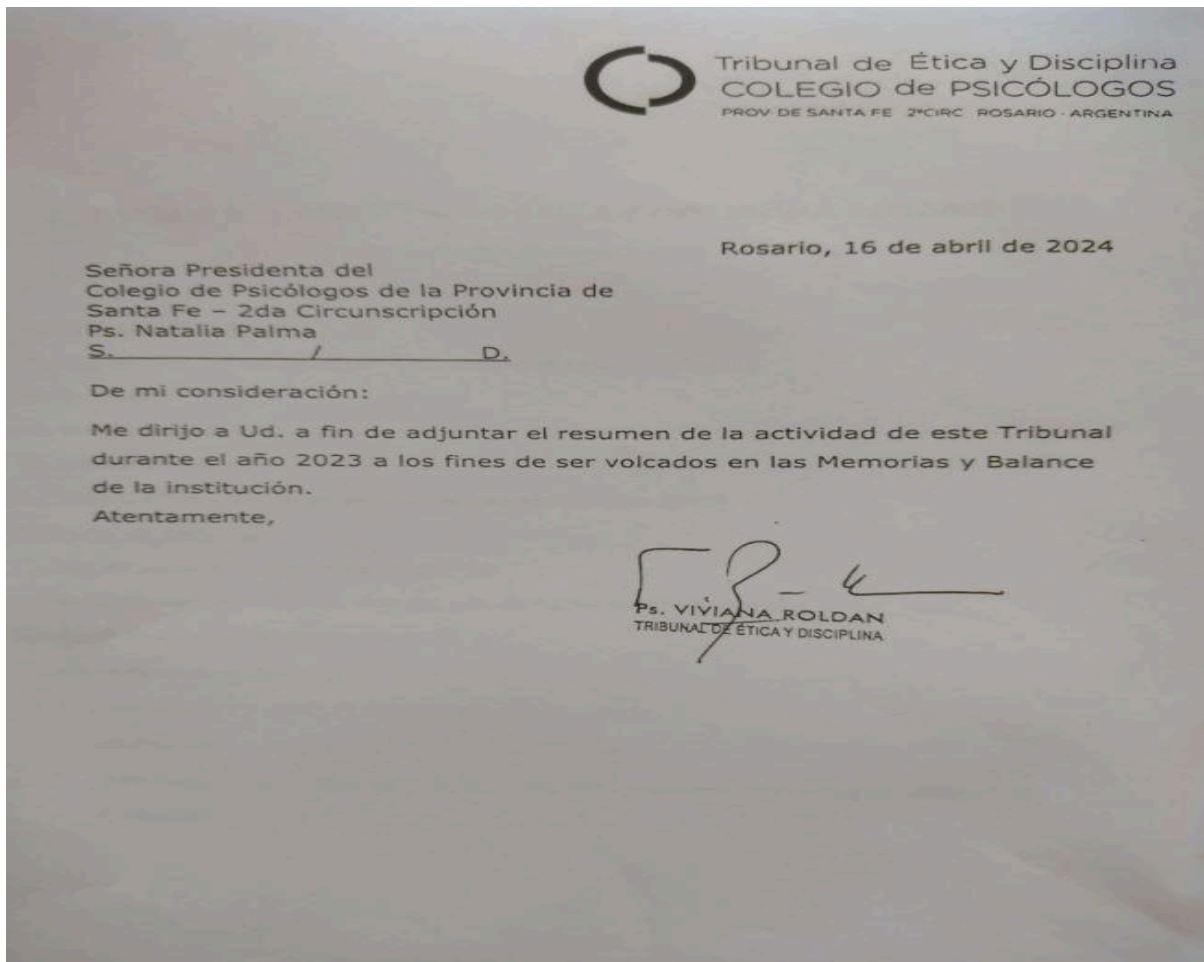 Tribunal de Ética y Disciplina
COLEGIO de PSICÓLOGOS
PROV DE SANTA FE 2ªCIRC ROSARIO - ARGENTINA
Rosario, 16 de abril de 2024
Señora Presidenta del
Colegio de Psicólogos de la Provincia de
Santa Fe – 2da Circunscripción
Ps. Natalia Palma
S. / D.
De mi consideración:
Me dirijo a Ud. a fin de adjuntar el resumen de la actividad de este Tribunal
durante el año 2023 a los fines de ser volcados en las Memorias y Balance
de la institución.
Atentamente,
Ps. VIVIANA ROLDAN
TRIBUNAL DE ÉTICA Y DISCIPLINA